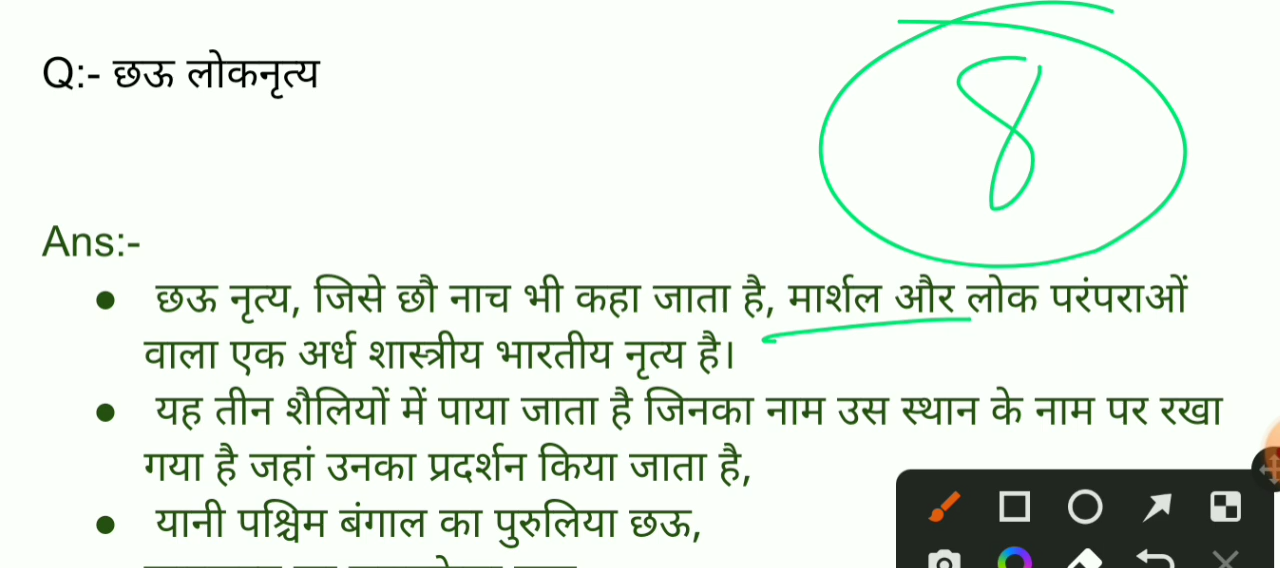 Q:- छऊ लोकनृत्य
8
Ans:-
● छऊ नृत्य, जिसे छौ नाच भी कहा जाता है, मार्शल और लोक परंपराओं
वाला एक अर्ध शास्त्रीय भारतीय नृत्य है।
● यह तीन शैलियों में पाया जाता है जिनका नाम उस स्थान के नाम पर रखा
गया है जहां उनका प्रदर्शन किया जाता है,
● यानी पश्चिम बंगाल का पुरुलिया छऊ,